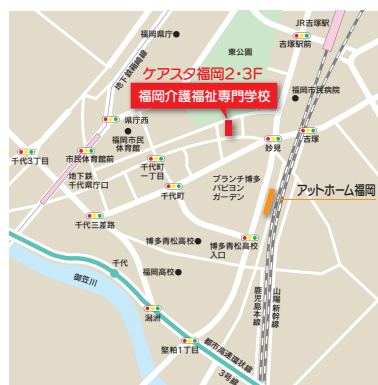 JR吉塚駅
福岡県庁●
地下鉄箱崎線
東公園
吉塚駅前
ケアスタ福岡2・3F
福岡介護福祉専門学校
福岡市民病院
県庁西
福岡市民
体育館
妙見
吉塚
千代3丁目
市民体育館前
千代町
一丁目
地下鉄
千代県庁口
千代町
ブランチ博多
パピヨン
ガーデン
アットホーム福岡
千代三差路
博多青松高校●
博多青松高校
入口
千代
福岡高校●
御笠川
鹿児島本線
山陽新幹線
潟洲
堅粕1丁目
都市高速環状線
3号線